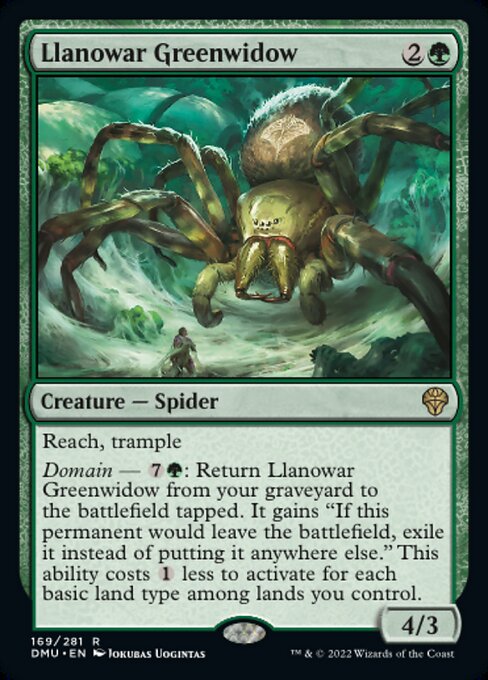 Llanowar Greenwidow 2
Creature — Spider
Reach, trample
Domain — 7: Return Llanowar
Greenwidow from your graveyard to
the battlefield tapped. It gains “If this
permanent would leave the battlefield, exile
it instead of putting it anywhere else.” This
ability costs 1 less to activate for each
basic land type among lands you control.
4/3
169/281 R
DMU • EN Jokubas Uogintas
™ & © 2022 Wizards of the Coast